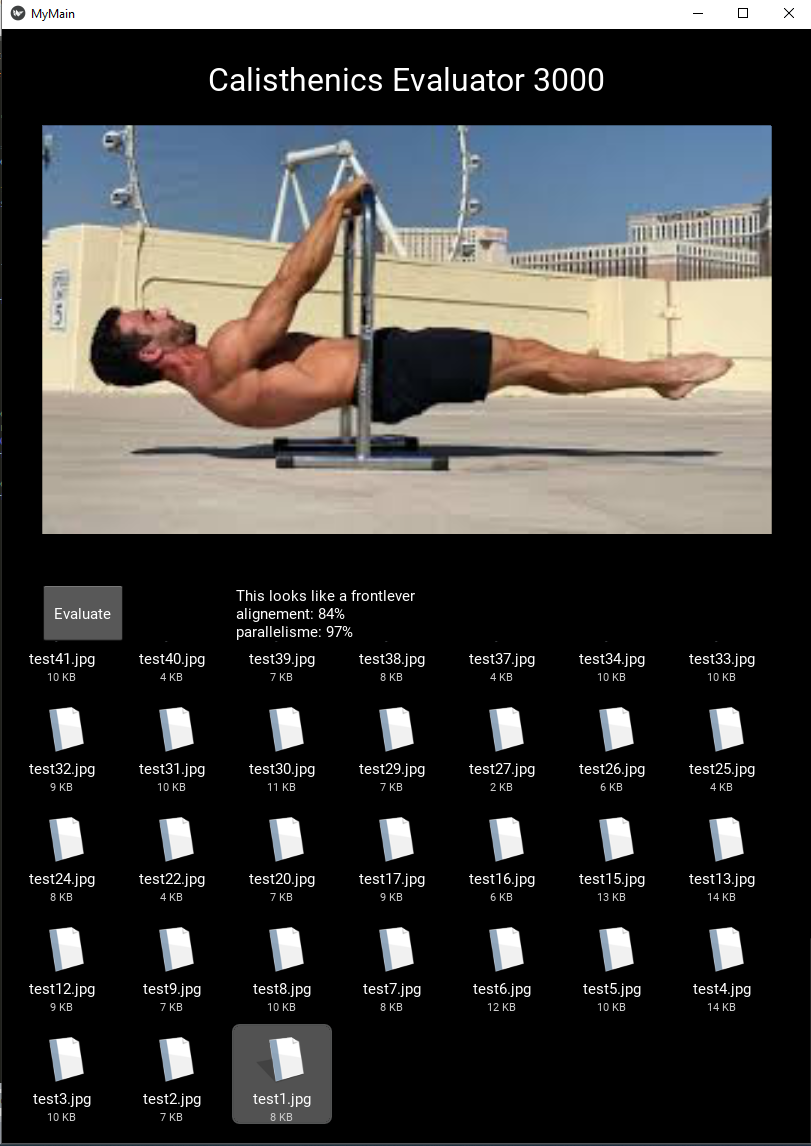 MyMain
Calisthenics Evaluator 3000
Evaluate
This looks like a frontlever
alignement: 84%
parallelisme: 97%
test41.jpg test40.jpg test39.jpg test38.jpg test37.jpg test34.jpg test33.jpg
10 KB 4 KB 7 KB 8 KB 4 KB 10 KB 10 KB
test32.jpg test31.jpg test30.jpg test29.jpg test27.jpg test26.jpg test25.jpg
9 KB 10 KB 11 KB 7 KB 2 KB 6 KB 4 KB
test24.jpg test22.jpg test20.jpg test17.jpg test16.jpg test15.jpg test13.jpg
8 KB 4 KB 7 KB 9 KB 6 KB 13 KB 14 KB
test12.jpg test9.jpg test8.jpg test7.jpg test6.jpg test5.jpg test4.jpg
9 KB 7 KB 10 KB 8 KB 12 KB 10 KB 14 KB
test3.jpg test2.jpg test1.jpg
10 KB 7 KB 8 KB